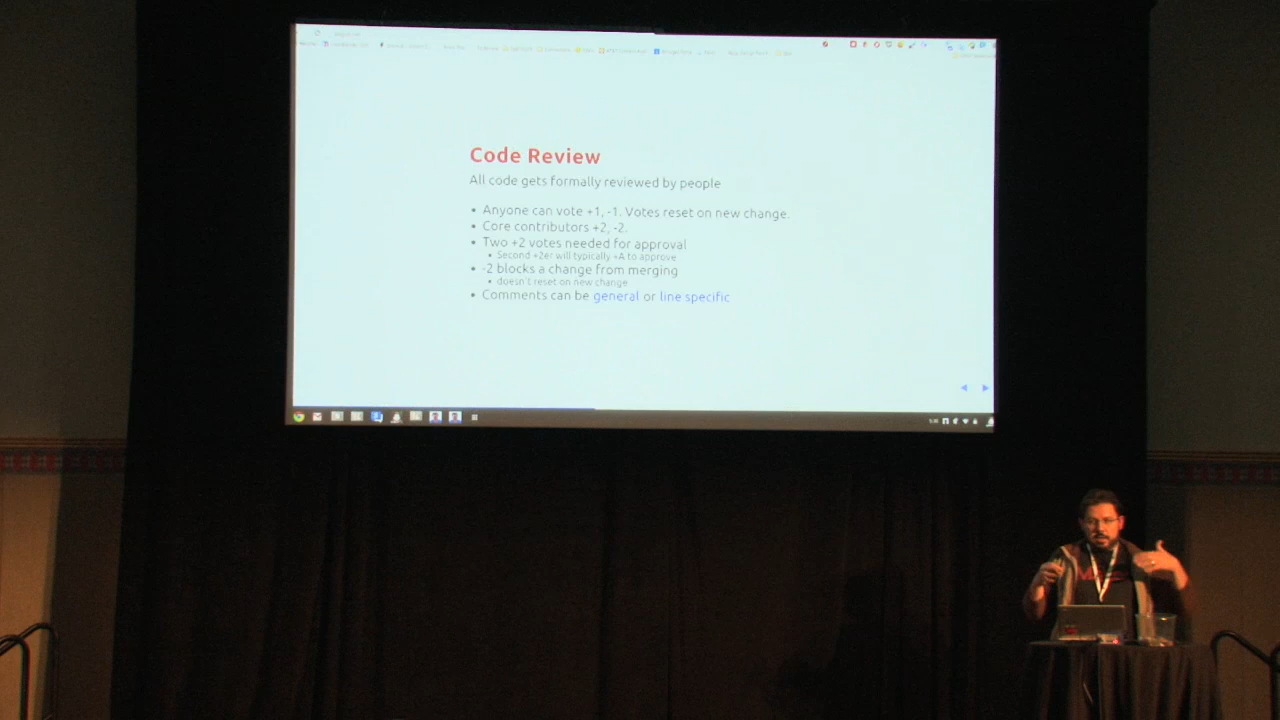 Code Review
All code gets formally reviewed by people
• Anyone can vote +1, -1. Votes reset on new change.
• Core contributors +2, -2.
• Two +2 votes needed for approval
• Second +2er will typically +A to approve
• -2 blocks a change from merging
• doesn't reset on new change
• Comments can be general or line specific